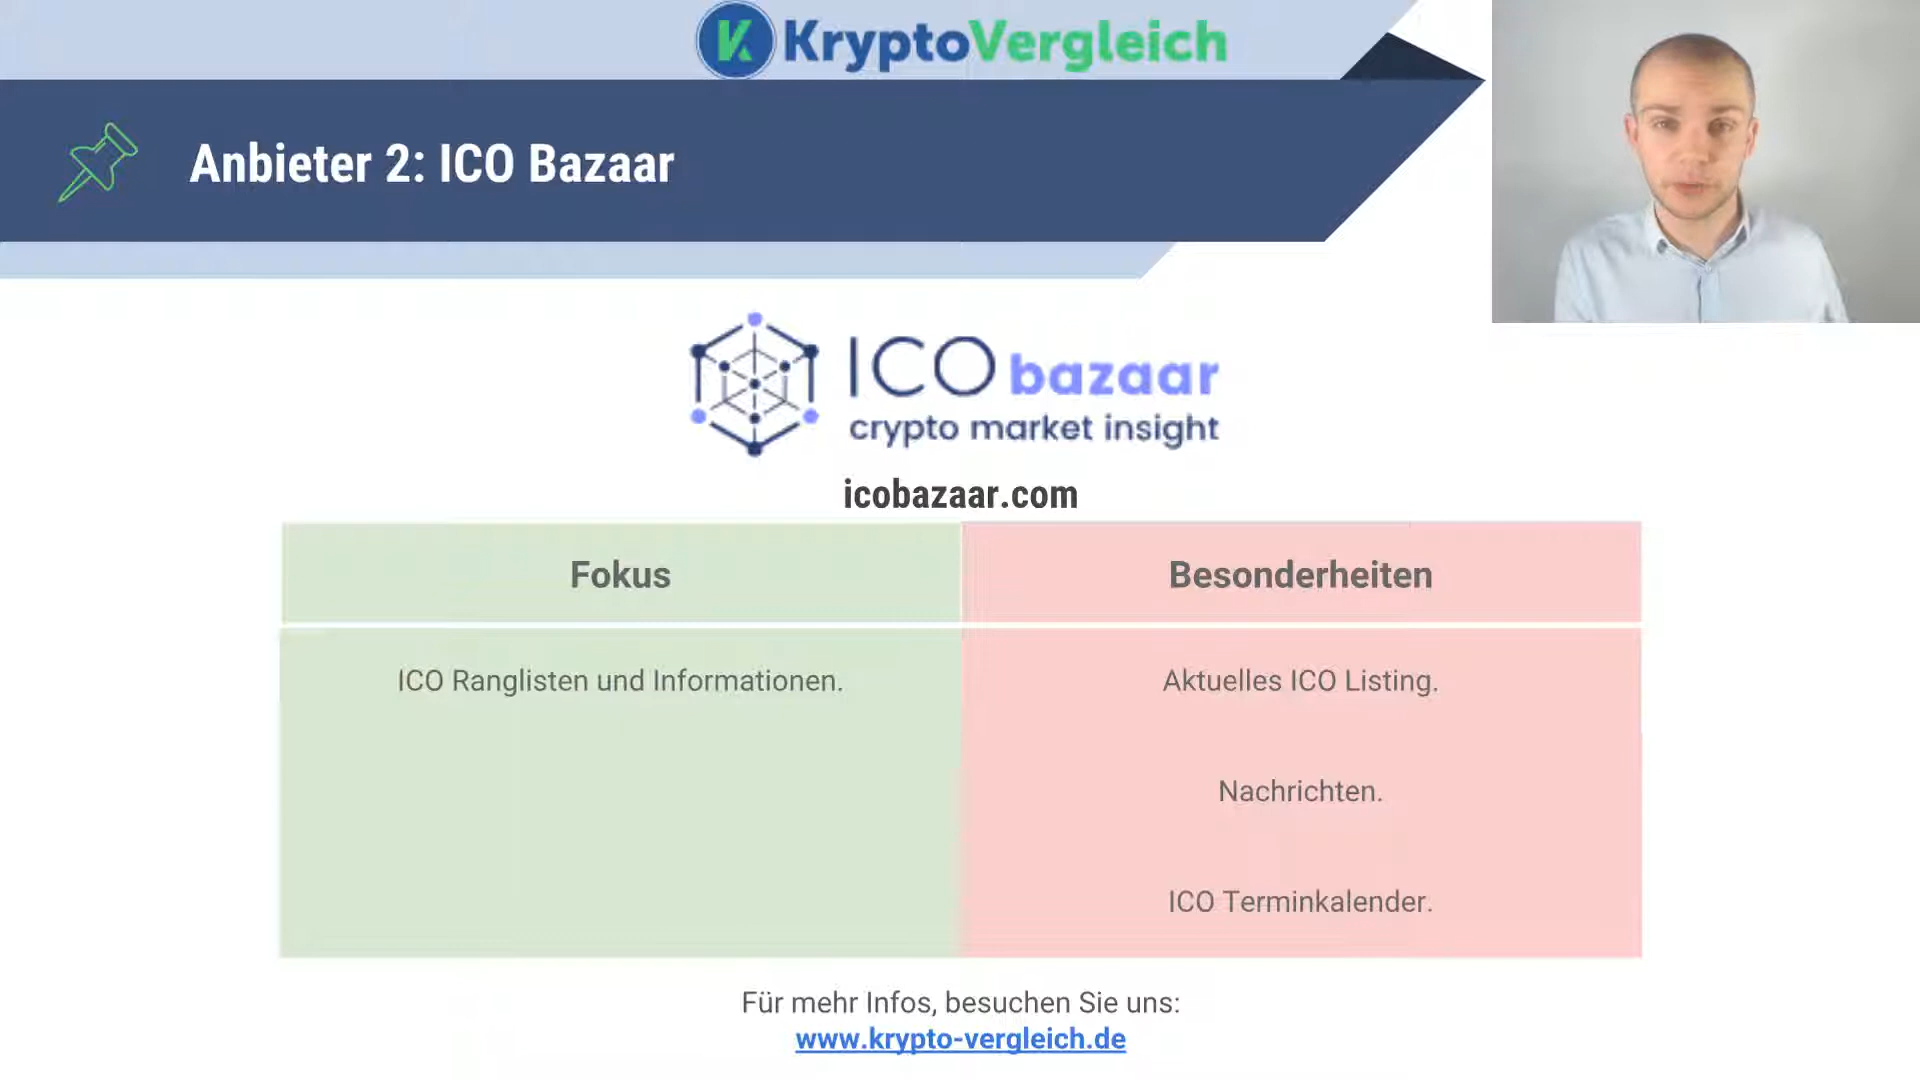 KryptoVergleich
Anbieter 2: ICO Bazaar
ICO bazaar
crypto market insight
icobazaar.com
Fokus
Besonderheiten
ICO Ranglisten und Informationen.
Aktuelles ICO Listing.
Nachrichten.
ICO Terminkalender.
Für mehr Infos, besuchen Sie uns:
www.krypto-vergleich.de